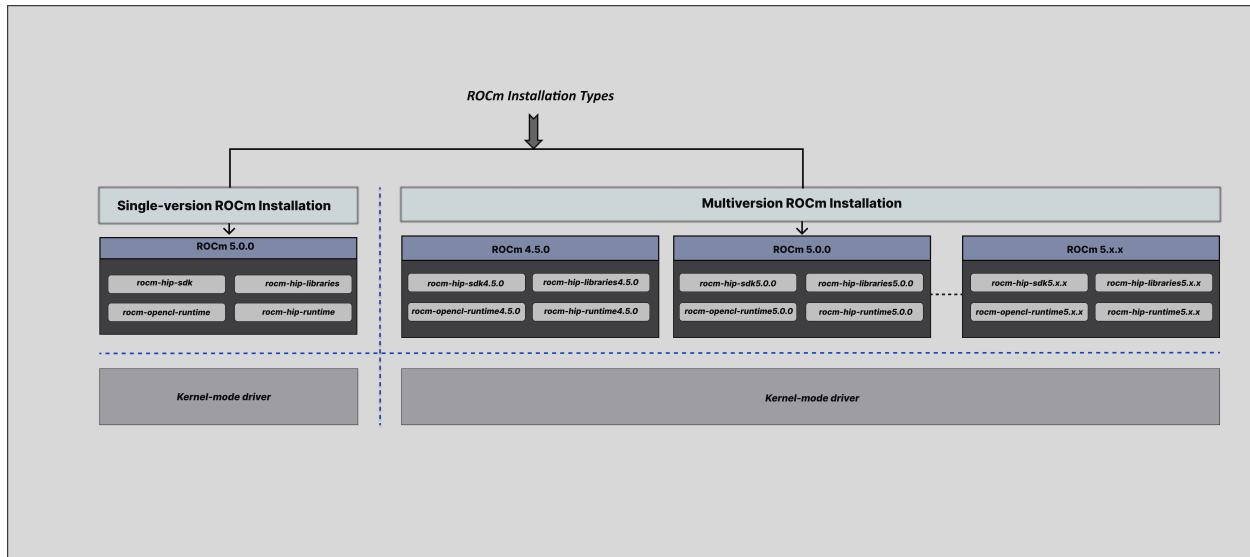 ROCm Installation Types
Single-version ROCm Installation
Multiversion ROCm Installation
ROCm 5.0.0
rocm-hip-sdk
rocm-hip-libraries
rocm-opencl-runtime
rocm-hip-runtime
ROCm 4.5.0
rocm-hip-sdk4.5.0
rocm-hip-libraries4.5.0
rocm-opencl-runtime4.5.0
rocm-hip-runtime4.5.0
ROCm 5.0.0
rocm-hip-sdk5.0.0
rocm-hip-libraries5.0.0
rocm-opencl-runtime5.0.0
rocm-hip-runtime5.0.0
ROCm 5.x.x
rocm-hip-sdk5.x.x
rocm-hip-libraries5.x.x
rocm-opencl-runtime5.x.x
rocm-hip-runtime5.x.x
Kernel-mode driver
Kernel-mode driver